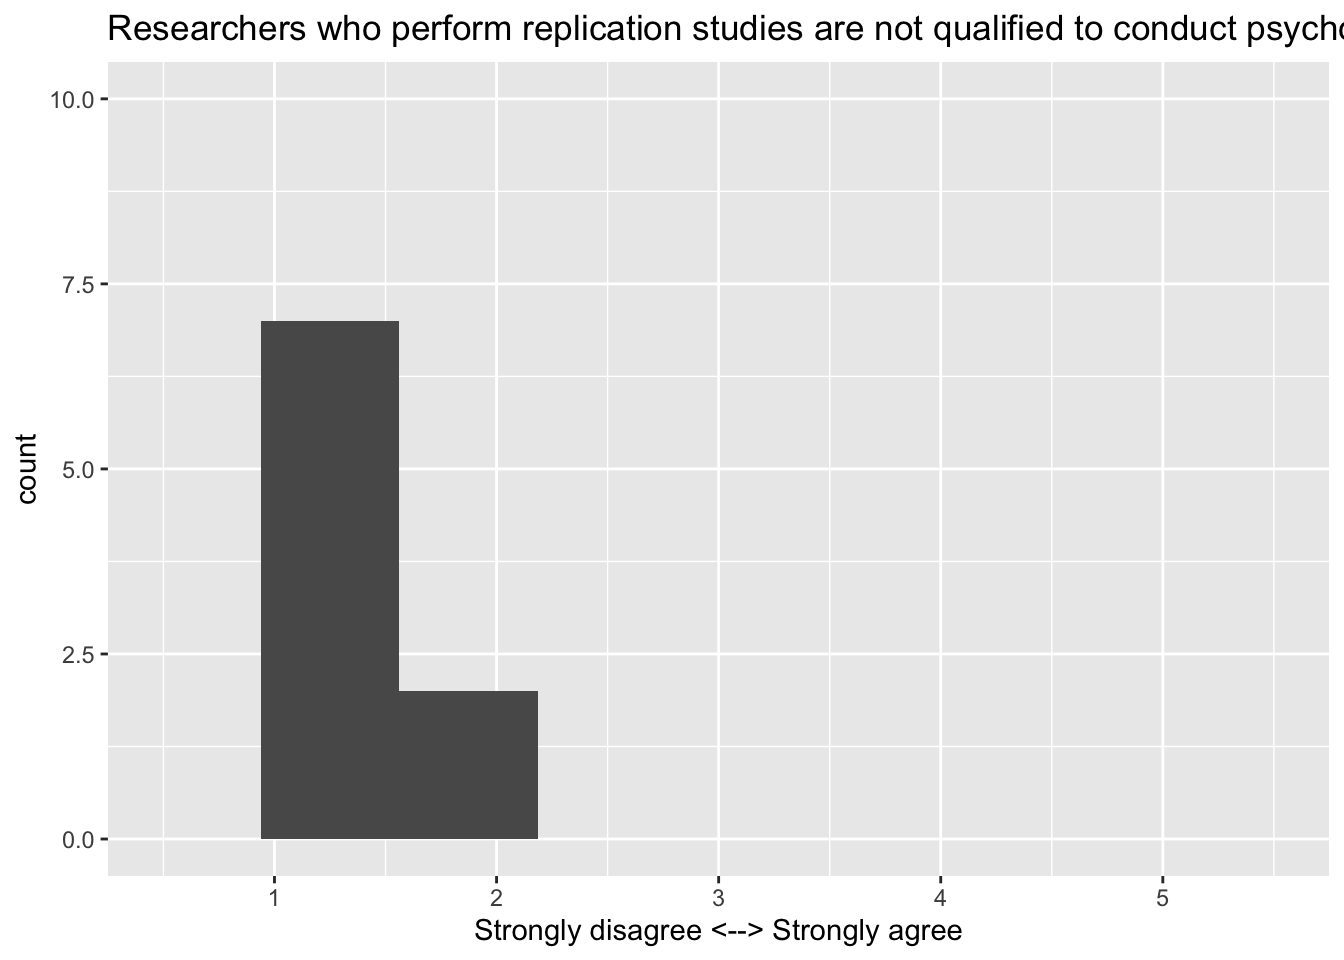 Researchers who perform replication studies are not qualified to conduct
10.0
7.5
5.0
2.5
0.0
count
1 2 3 4 5
Strongly disagree <--> Strongly agree